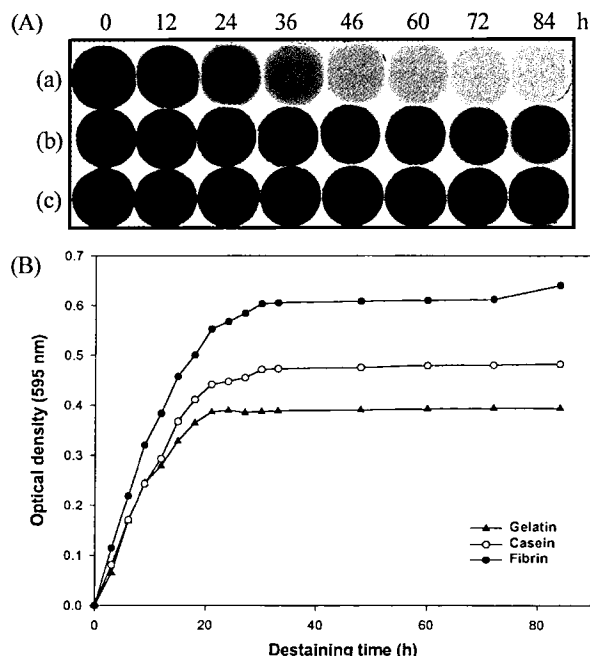 (A) 0 12 24 36 46 60 72 84 h
(a)
(b)
(c)
(B)
0.7
0.6
0.5
0.4
0.3
0.2
0.1
0.0
Optical density (595 nm)
Gelatin
Casein
Fibrin
0 20 40 60 80
Destaining time (h)